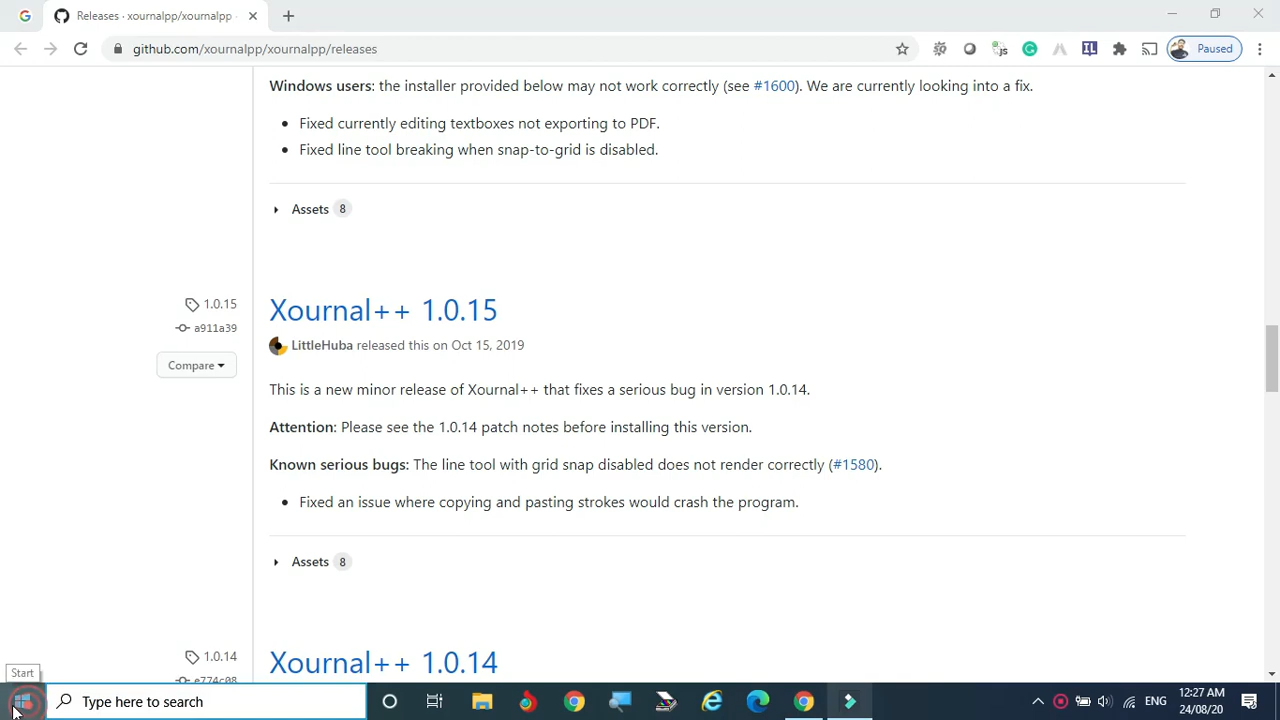 Releases · xournalpp/xournalpp
github.com/xournalpp/xournalpp/releases
Paused
Windows users: the installer provided below may not work correctly (see #1600). We are currently looking into a fix.
• Fixed currently editing textboxes not exporting to PDF.
• Fixed line tool breaking when snap-to-grid is disabled.
Assets 8
1.0.15
a911a39
Compare
Xournal++ 1.0.15
LittleHuba released this on Oct 15, 2019
This is a new minor release of Xournal++ that fixes a serious bug in version 1.0.14.
Attention: Please see the 1.0.14 patch notes before installing this version.
Known serious bugs: The line tool with grid snap disabled does not render correctly (#1580).
• Fixed an issue where copying and pasting strokes would crash the program.
Assets 8
1.0.14
e774c08
Xournal++ 1.0.14
Start
Type here to search
ENG
12:27 AM
24/08/20